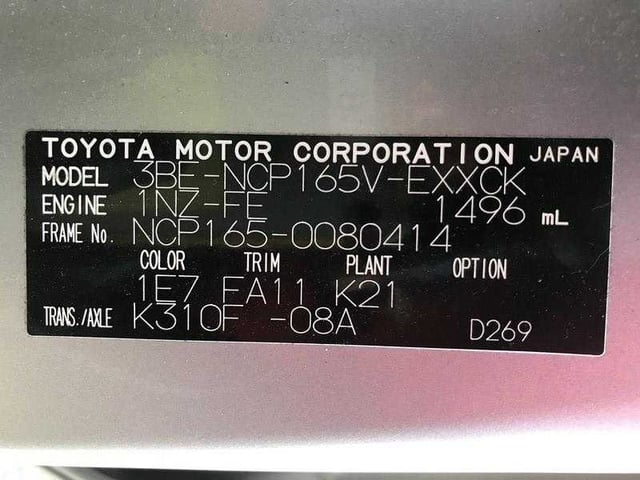 TOYOTA MOTOR CORPORATION JAPAN
MODEL 3BE-NCP165V-EXXCK
ENGINE 1NZ-FE 1496 mL
FRAME No. NCP165-0080414
COLOR TRIM PLANT OPTION
1E7 FA11 K21
TRANS./AXLE K310F -08A D269